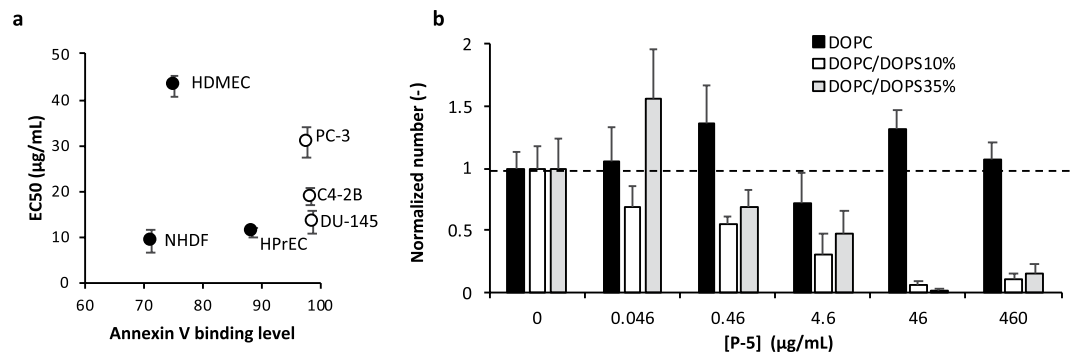 a
50
40
30
20
10
0
EC50 (µg/mL)
HDMEC
PC-3
C4-2B
DU-145
NHDF
HPrEC
60 70 80 90 100
Annexin V binding level
b
2
1.5
1
0.5
0
Normalized number (-)
DOPC
DOPC/DOPS10%
DOPC/DOPS35%
0 0.046 0.46 4.6 46 460
[P-5] (µg/mL)